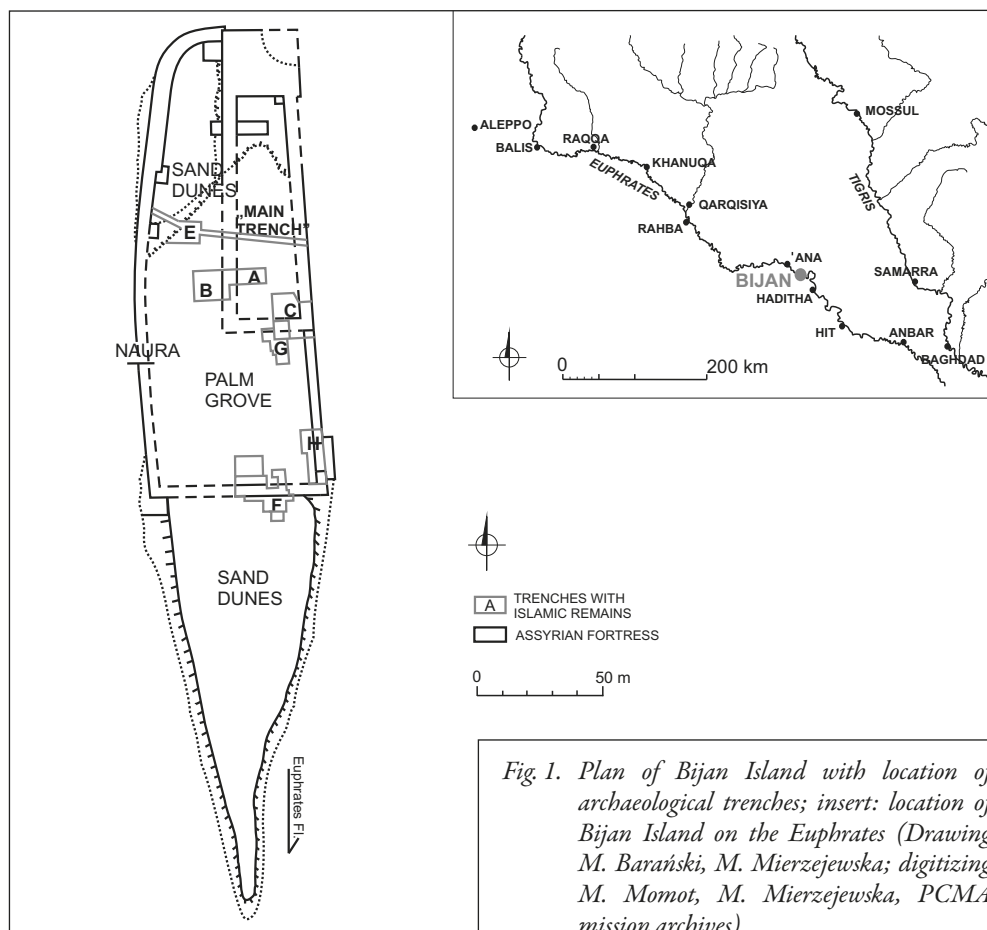 SAND
DUNES
„MAIN
TRENCH"
E
A
B
C
G
NAURA
PALM
GROVE
H
F
SAND
DUNES
Euphrates Fl.
ALEPPO
BALIS
RAQQA
EUPHRATES
KHANUQA
QARQISIYA
RAHBA
MOSSUL
TIGRIS
'ANA
BIJAN
HADITHA
SAMARRA
HIT
ANBAR
BAGHDAD
0 200 km
A TRENCHES WITH
ISLAMIC REMAINS
ASSYRIAN FORTRESS
0 50 m
Fig. 1. Plan of Bijan Island with location of
archaeological trenches; insert: location of
Bijan Island on the Euphrates (Drawing
M. Barański, M. Mierzejewska; digitizing
M. Momot, M. Mierzejewska, PCMA
mission archives)